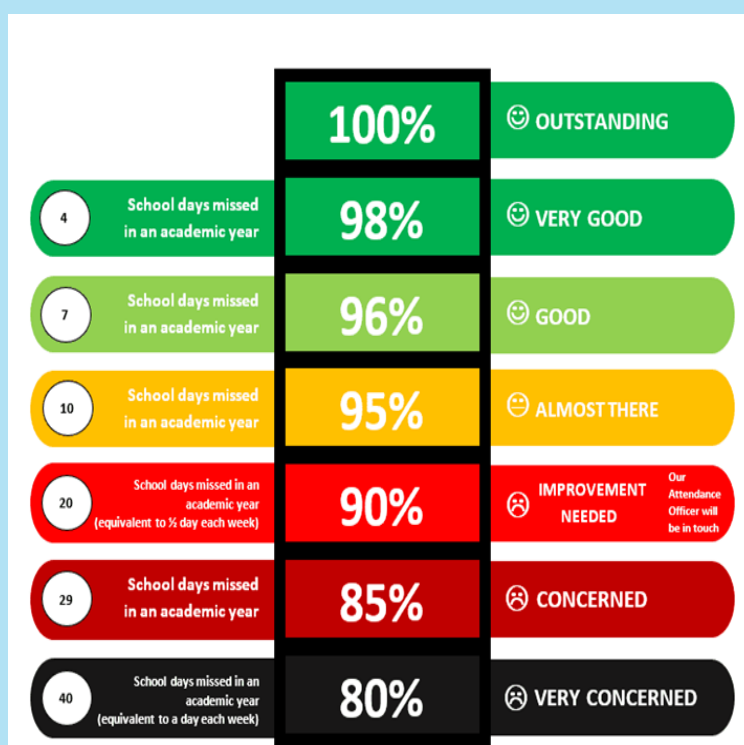 100%
OUTSTANDING
4
School days missed
in an academic year
98%
VERY GOOD
7
School days missed
in an academic year
96%
GOOD
10
School days missed
in an academic year
95%
ALMOST THERE
20
School days missed in an
academic year
(equivalent to ½ day each week)
90%
IMPROVEMENT
NEEDED
Our
Attendance
Officer will
be in touch
29
School days missed
in an academic year
85%
CONCERNED
40
School days missed in an
academic year
(equivalent to a day each week)
80%
VERY CONCERNED